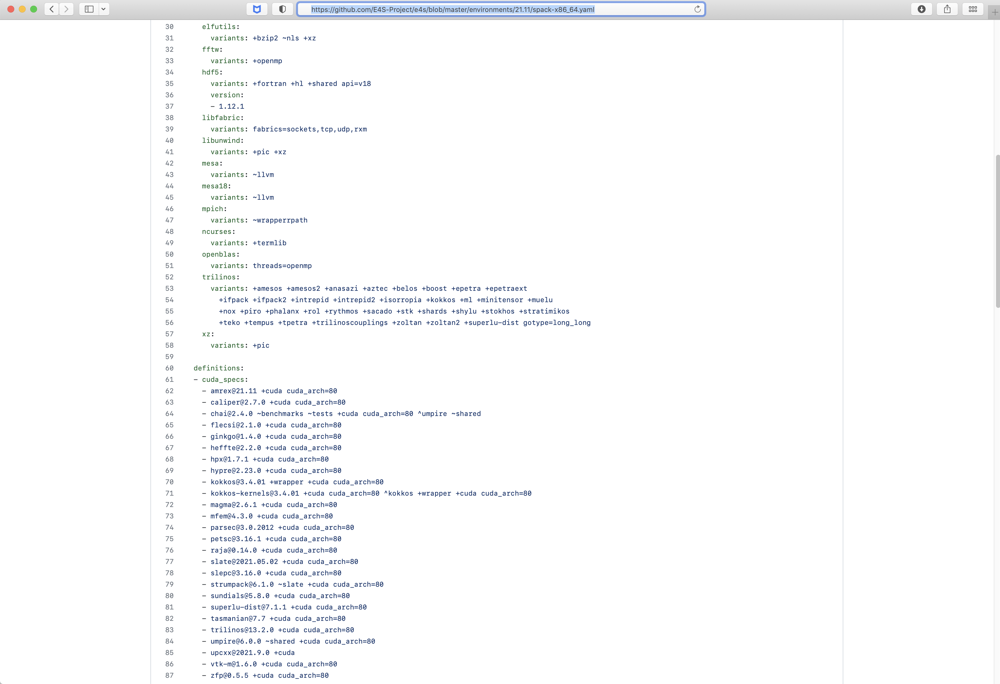 https://github.com/E4S-Project/e4s/blob/master/environments/21.11/spack-x86_64.yaml
30 elfutils:
31 variants: +bzip2 ~nls +xz
32 fftw:
33 variants: +openmp
34 hdf5:
35 variants: +fortran +hl +shared api=v18
36 version:
37 - 1.12.1
38 libfabric:
39 variants: fabrics=sockets,tcp,udp,rxm
40 libunwind:
41 variants: +pic +xz
42 mesa:
43 variants: ~llvm
44 mesa18:
45 variants: ~llvm
46 mpich:
47 variants: ~wrapperrpath
48 ncurses:
49 variants: +termlib
50 openblas:
51 variants: threads=openmp
52 trilinos:
53 variants: +amesos +amesos2 +anasazi +aztec +belos +boost +epetra +epetraext
54 +ifpack +ifpack2 +intrepid +intrepid2 +isorropia +kokkos +ml +minitensor +muelu
55 +nox +piro +phalanx +rol +rythmos +sacado +stk +shards +shylu +stokhos +stratimikos
56 +teko +tempus +tpetra +trilinoscouplings +zoltan +zoltan2 +superlu-dist gotype=long_long
57 xz:
58 variants: +pic
59
60 definitions:
61 - cuda_specs:
62 - amrex@21.11 +cuda cuda_arch=80
63 - caliper@2.7.0 +cuda cuda_arch=80
64 - chai@2.4.0 ~benchmarks ~tests +cuda cuda_arch=80 ^umpire ~shared
65 - flecsi@2.1.0 +cuda cuda_arch=80
66 - ginkgo@1.4.0 +cuda cuda_arch=80
67 - heffte@2.2.0 +cuda cuda_arch=80
68 - hpx@1.7.1 +cuda cuda_arch=80
69 - hypre@2.23.0 +cuda cuda_arch=80
70 - kokkos@3.4.01 +wrapper +cuda cuda_arch=80
71 - kokkos-kernels@3.4.01 +cuda cuda_arch=80 ^kokkos +wrapper +cuda cuda_arch=80
72 - magma@2.6.1 +cuda cuda_arch=80
73 - mfem@4.3.0 +cuda cuda_arch=80
74 - parsec@3.0.2012 +cuda cuda_arch=80
75 - petsc@3.16.1 +cuda cuda_arch=80
76 - raja@0.14.0 +cuda cuda_arch=80
77 - slate@2021.05.02 +cuda cuda_arch=80
78 - slepc@3.16.0 +cuda cuda_arch=80
79 - strumpack@6.1.0 ~slate +cuda cuda_arch=80
80 - sundials@5.8.0 +cuda cuda_arch=80
81 - superlu-dist@7.1.1 +cuda cuda_arch=80
82 - tasmanian@7.7 +cuda cuda_arch=80
83 - trilinos@13.2.0 +cuda cuda_arch=80
84 - umpire@6.0.0 ~shared +cuda cuda_arch=80
85 - upcxx@2021.9.0 +cuda
86 - vtk-m@1.6.0 +cuda cuda_arch=80
87 - zfp@0.5.5 +cuda cuda_arch=80